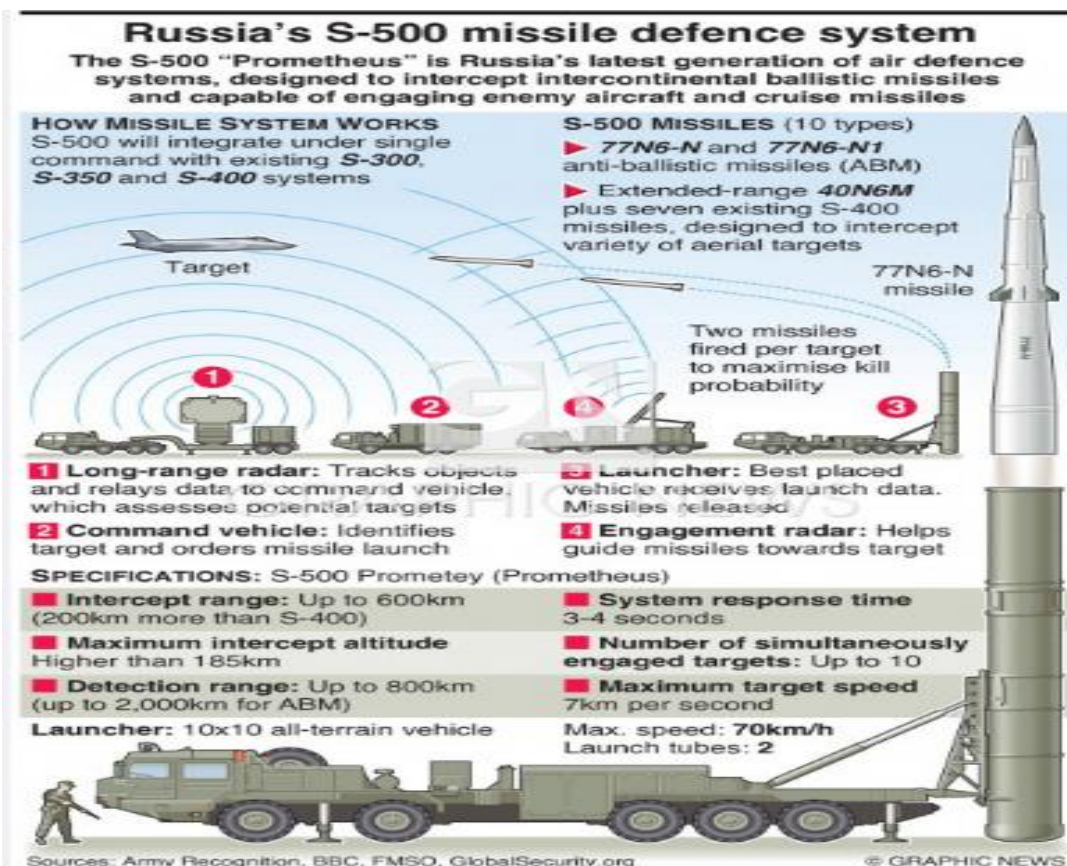 Russia's S-500 missile defence system
The S-500 “Prometheus” is Russia's latest generation of air defence
systems, designed to intercept intercontinental ballistic missiles
and capable of engaging enemy aircraft and cruise missiles
HOW MISSILE SYSTEM WORKS
S-500 will integrate under single
command with existing S-300,
S-350 and S-400 systems
S-500 MISSILES (10 types)
77N6-N and 77N6-N1
anti-ballistic missiles (ABM)
Extended-range 40N6M
plus seven existing S-400
missiles, designed to intercept
variety of aerial targets
Target
77N6-N
missile
Two missiles
fired per target
to maximise kill
probability
1
2
4
3
1 Long-range radar: Tracks objects
and relays data to command vehicle,
which assesses potential targets
2 Command vehicle: Identifies
target and orders missile launch
3 Launcher: Best placed
vehicle receives launch data.
Missiles released
4 Engagement radar: Helps
guide missiles towards target
SPECIFICATIONS: S-500 Prometey (Prometheus)
Intercept range: Up to 600km
(200km more than S-400)
System response time
3-4 seconds
Maximum intercept altitude
Higher than 185km
Number of simultaneously
engaged targets: Up to 10
Detection range: Up to 800km
(up to 2,000km for ABM)
Maximum target speed
7km per second
Launcher: 10x10 all-terrain vehicle
Max. speed: 70km/h
Launch tubes: 2
Sources: Army Recognition, BBC, FMSO, GlobalSecurity.org
© GRAPHIC NEWS